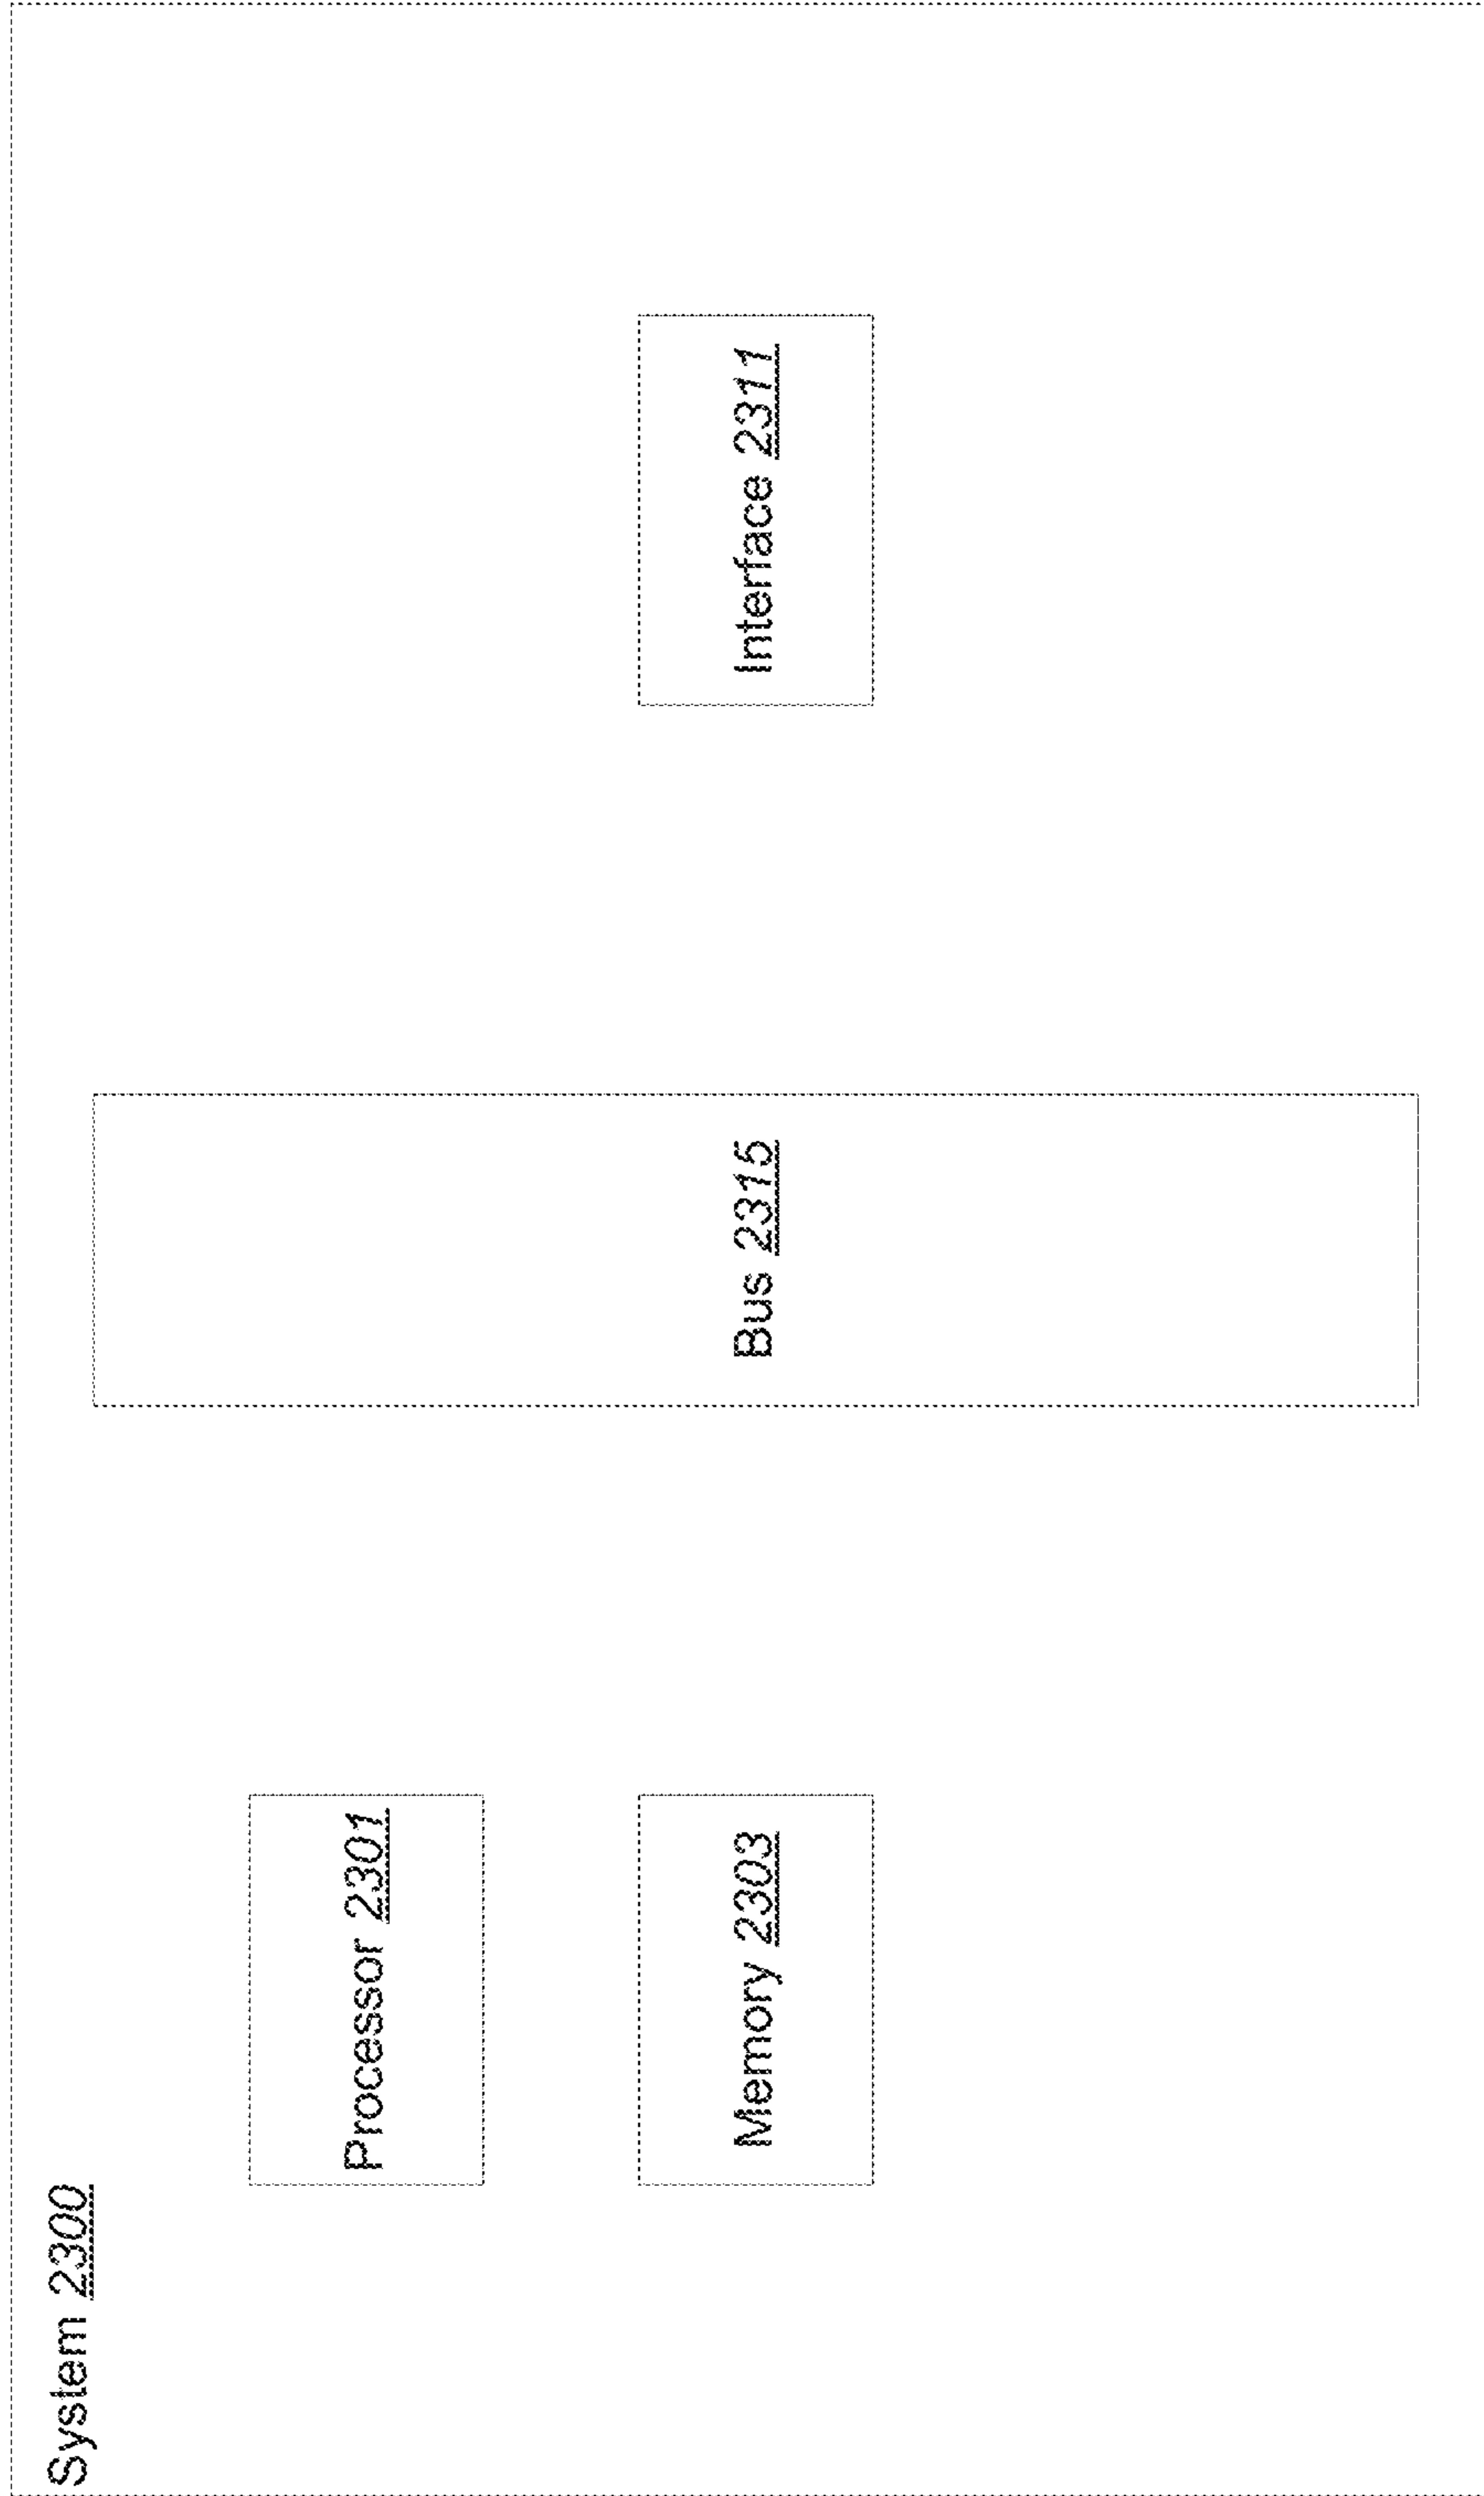 System 2300
Processor 2301
Memory 2303
Bus 2315
Interface 2311